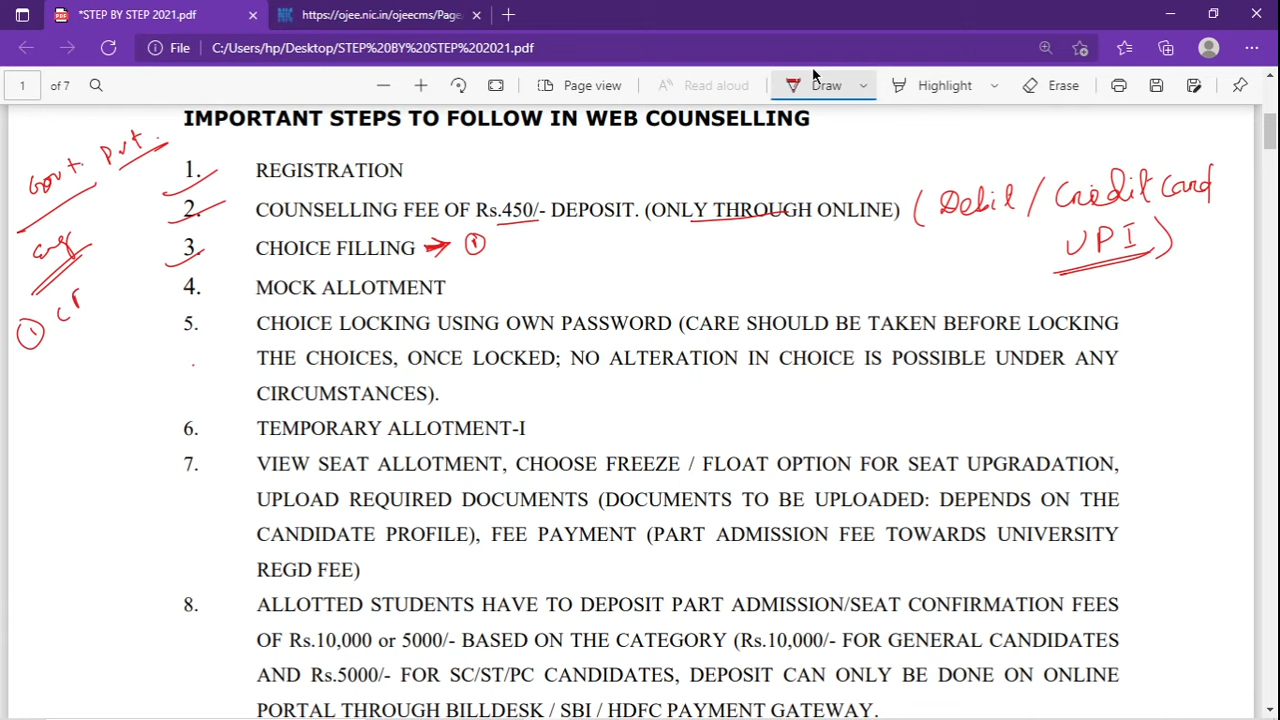 *STEP BY STEP 2021.pdf
https://ojee.nic.in/ojeecms/Page
File C:/Users/hp/Desktop/STEP%20BY%20STEP%202021.pdf
1 of 7 Page view Read aloud Draw Highlight Erase
IMPORTANT STEPS TO FOLLOW IN WEB COUNSELLING
Govt. Pvt.
1. REGISTRATION
2. COUNSELLING FEE OF Rs.450/- DEPOSIT. (ONLY THROUGH ONLINE) (Debit / Credit card
UPI)
3. CHOICE FILLING → ①
4. MOCK ALLOTMENT
①
5. CHOICE LOCKING USING OWN PASSWORD (CARE SHOULD BE TAKEN BEFORE LOCKING
THE CHOICES, ONCE LOCKED; NO ALTERATION IN CHOICE IS POSSIBLE UNDER ANY
CIRCUMSTANCES).
6. TEMPORARY ALLOTMENT-I
7. VIEW SEAT ALLOTMENT, CHOOSE FREEZE / FLOAT OPTION FOR SEAT UPGRADATION,
UPLOAD REQUIRED DOCUMENTS (DOCUMENTS TO BE UPLOADED: DEPENDS ON THE
CANDIDATE PROFILE), FEE PAYMENT (PART ADMISSION FEE TOWARDS UNIVERSITY
REGD FEE)
8. ALLOTTED STUDENTS HAVE TO DEPOSIT PART ADMISSION/SEAT CONFIRMATION FEES
OF Rs.10,000 or 5000/- BASED ON THE CATEGORY (Rs.10,000/- FOR GENERAL CANDIDATES
AND Rs.5000/- FOR SC/ST/PC CANDIDATES, DEPOSIT CAN ONLY BE DONE ON ONLINE
PORTAL THROUGH BILLDESK / SBI / HDFC PAYMENT GATEWAY.